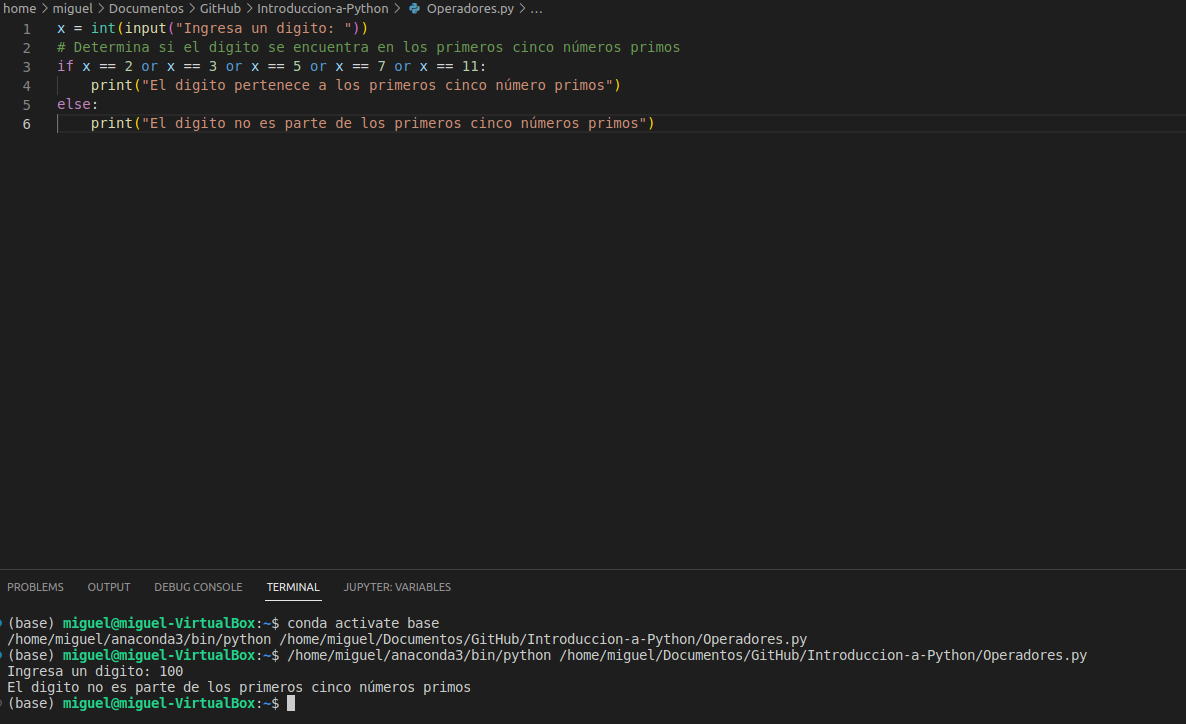 home > miguel > Documentos > GitHub > Introduccion-a-Python > Operadores.py > ...
1 x = int(input("Ingresa un digito: "))
2 # Determina si el digito se encuentra en los primeros cinco números primos
3 if x == 2 or x == 3 or x == 5 or x == 7 or x == 11:
4 print("El digito pertenece a los primeros cinco número primos")
5 else:
6 print("El digito no es parte de los primeros cinco números primos")
PROBLEMS OUTPUT DEBUG CONSOLE TERMINAL JUPYTER: VARIABLES
(base) miguel@miguel-VirtualBox:~$ conda activate base
/home/miguel/anaconda3/bin/python /home/miguel/Documentos/GitHub/Introduccion-a-Python/Operadores.py
(base) miguel@miguel-VirtualBox:~$ /home/miguel/anaconda3/bin/python /home/miguel/Documentos/GitHub/Introduccion-a-Python/Operadores.py
Ingresa un digito: 100
El digito no es parte de los primeros cinco números primos
(base) miguel@miguel-VirtualBox:~$